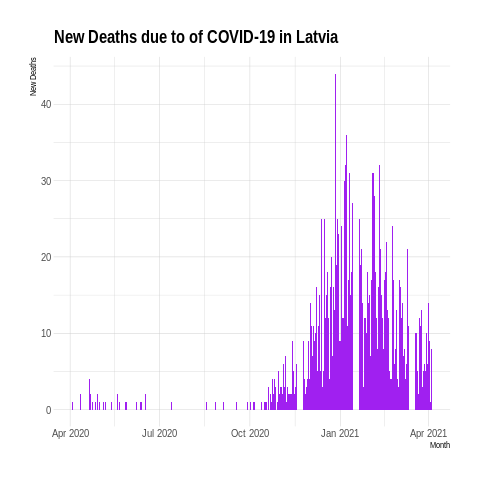 New Deaths due to of COVID-19 in Latvia
New Deaths
40
30
20
10
0
Apr 2020 Jul 2020 Oct 2020 Jan 2021 Apr 2021
Month